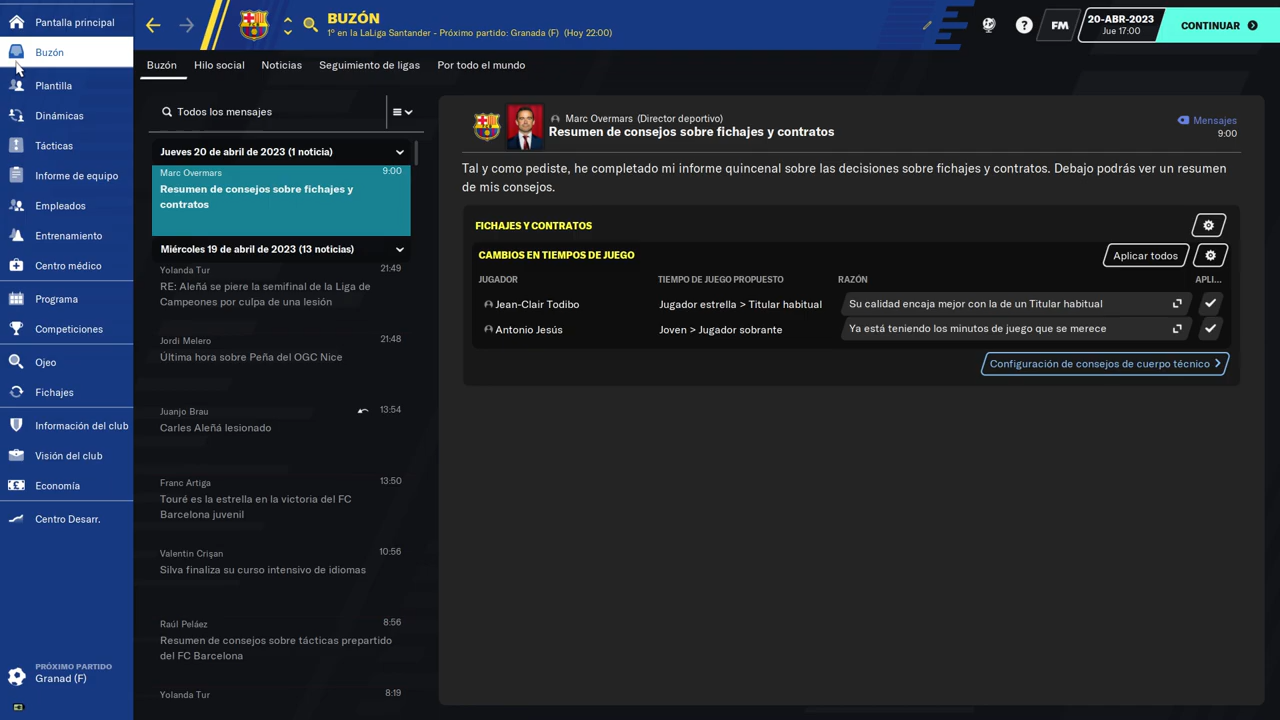 Pantalla principal
Buzón
Plantilla
Dinámicas
Tácticas
Informe de equipo
Empleados
Entrenamiento
Centro médico
Programa
Competiciones
Ojeo
Fichajes
Información del club
Visión del club
Economía
Centro Desarr.
PRÓXIMO PARTIDO
Granad (F)
BUZÓN
1º en la LaLiga Santander - Próximo partido: Granada (F) (Hoy 22:00)
FM
20-ABR-2023
Jue 17:00
CONTINUAR
Buzón Hilo social Noticias Seguimiento de ligas Por todo el mundo
Todos los mensajes
Jueves 20 de abril de 2023 (1 noticia)
Marc Overmars 9:00
Resumen de consejos sobre fichajes y
contratos
Miércoles 19 de abril de 2023 (13 noticias)
Yolanda Tur 21:49
RE: Aleñá se pierde la semifinal de la Liga de
Campeones por culpa de una lesión
Jordi Melero 21:48
Última hora sobre Peña del OGC Nice
Juanjo Brau 13:54
Carles Aleñá lesionado
Franc Artiga 13:50
Touré es la estrella en la victoria del FC
Barcelona juvenil
Valentin Crişan 10:56
Silva finaliza su curso intensivo de idiomas
Raúl Peláez 8:56
Resumen de consejos sobre tácticas prepartido
del FC Barcelona
Yolanda Tur 8:19
Marc Overmars (Director deportivo)
Resumen de consejos sobre fichajes y contratos
Mensajes
9:00
Tal y como pediste, he completado mi informe quincenal sobre las decisiones sobre fichajes y contratos. Debajo podrás ver un resumen
de mis consejos.
FICHAJES Y CONTRATOS
CAMBIOS EN TIEMPOS DE JUEGO
Aplicar todos
JUGADOR TIEMPO DE JUEGO PROPUESTO RAZÓN APLI...
Jean-Clair Todibo Jugador estrella > Titular habitual Su calidad encaja mejor con la de un Titular habitual
Antonio Jesús Joven > Jugador sobrante Ya está teniendo los minutos de juego que se merece
Configuración de consejos de cuerpo técnico